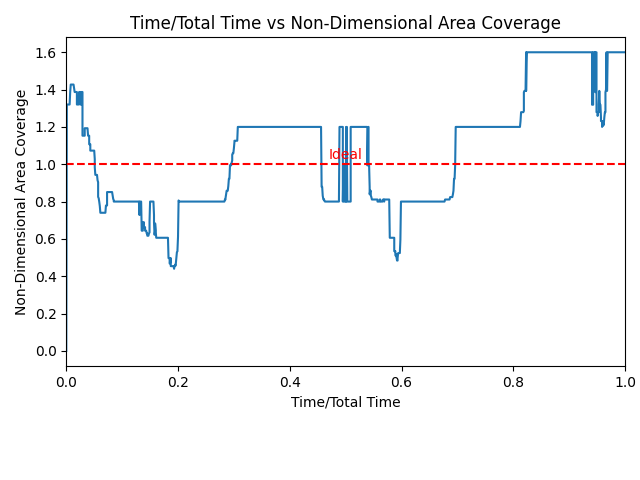 Time/Total Time vs Non-Dimensional Area Coverage
Non-Dimensional Area Coverage
1.6
1.4
1.2
1.0
0.8
0.6
0.4
0.2
0.0
Ideal
0.0 0.2 0.4 0.6 0.8 1.0
Time/Total Time